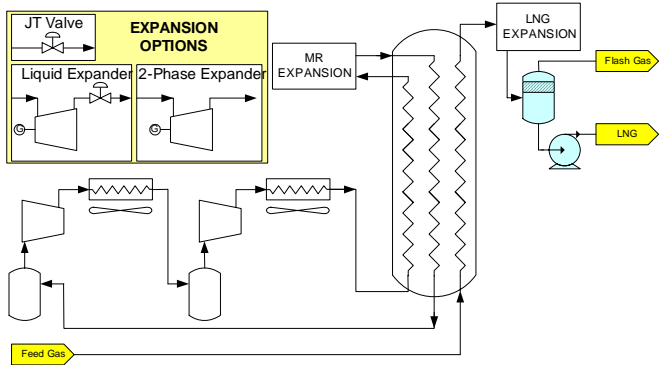 JT Valve
EXPANSION
OPTIONS
Liquid Expander
2-Phase Expander
G
G
MR
EXPANSION
LNG
EXPANSION
Flash Gas
LNG
Feed Gas